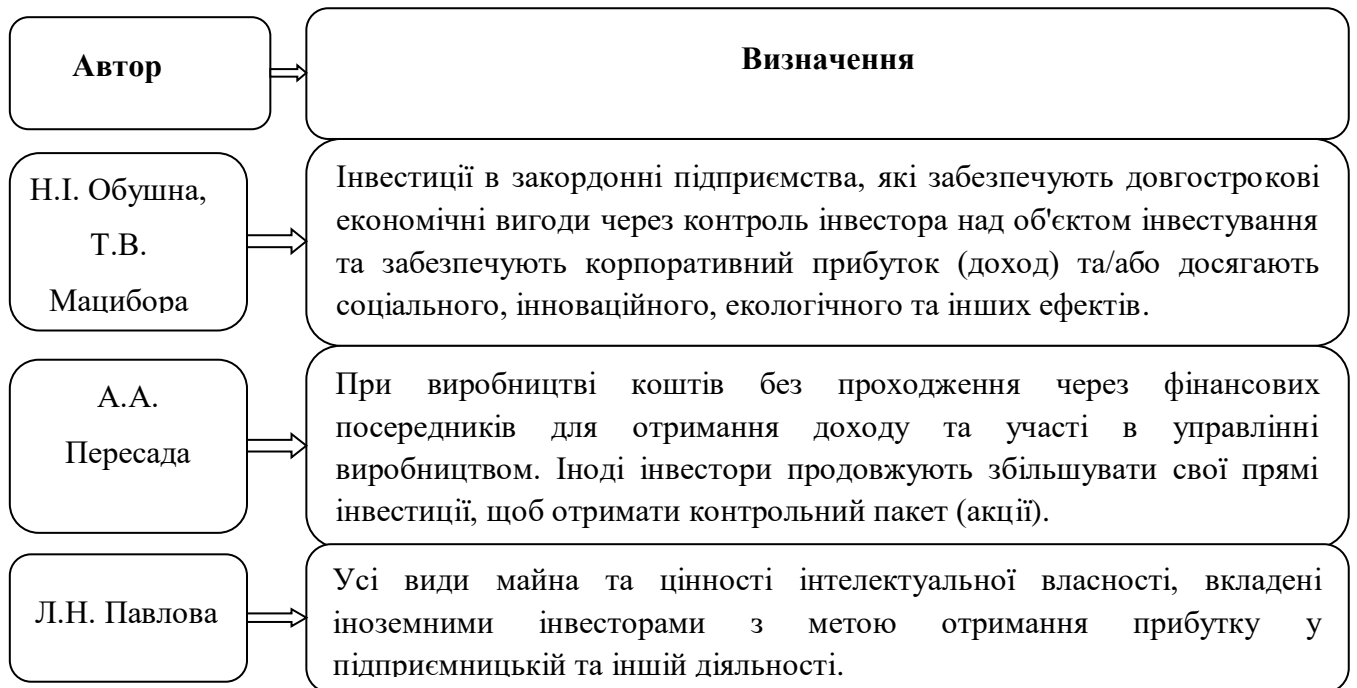 Автор
Визначення
Н.І. Обушна,
Т.В.
Мацибора
Інвестиції в закордонні підприємства, які забезпечують довгострокові
економічні вигоди через контроль інвестора над об'єктом інвестування
та забезпечують корпоративний прибуток (доход) та/або досягають
соціального, інноваційного, екологічного та інших ефектів.
А.А.
Пересада
При виробництві коштів без проходження через фінансових
посередників для отримання доходу та участі в управлінні
виробництвом. Іноді інвестори продовжують збільшувати свої прямі
інвестиції, щоб отримати контрольний пакет (акції).
Л.Н. Павлова
Усі види майна та цінності інтелектуальної власності, вкладені
іноземними інвесторами з метою отримання прибутку у
підприємницькій та іншій діяльності.